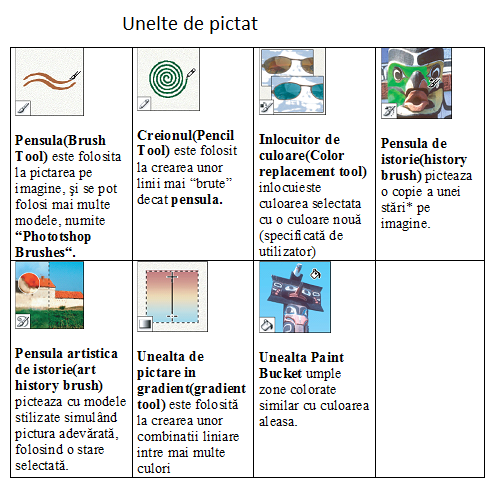 Unelte de pictat
Pensula(Brush
Tool) este folosita
la pictarea pe
imagine, şi se pot
folosi mai multe
modele, numite
“Phototshop
Brushes“.
Creionul(Pencil
Tool) este folosit
la crearea unor
linii mai “brute”
decat pensula.
Inlocuitor de
culoare(Color
replacement tool)
inlocuieste
culoarea selectata
cu o culoare nouă
(specificată de
utilizator)
Pensula de
istorie(history
brush) picteaza
o copie a unei
stări* pe
imagine.
Pensula artistica
de istorie(art
history brush)
picteaza cu modele
stilizate simulând
pictura adevărată,
folosind o stare
selectată.
Unealta de
pictare in
gradient(gradient
tool) este folosită
la crearea unor
combinatii liniare
intre mai multe
culori
Unealta Paint
Bucket umple
zone colorate
similar cu culoarea
aleasa.